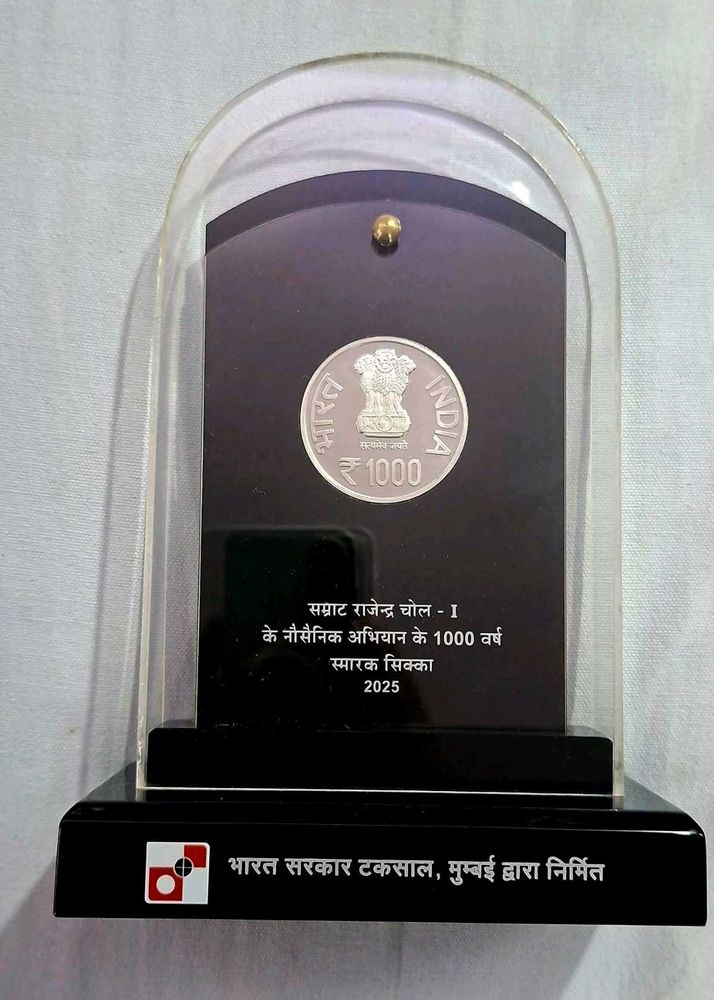 भारत
INDIA
सत्यमेव जयते
₹ 1000
सम्राट राजेन्द्र चोल - I
के नौसैनिक अभियान के 1000 वर्ष
स्मारक सिक्का
2025
भारत सरकार टकसाल, मुम्बई द्वारा निर्मित